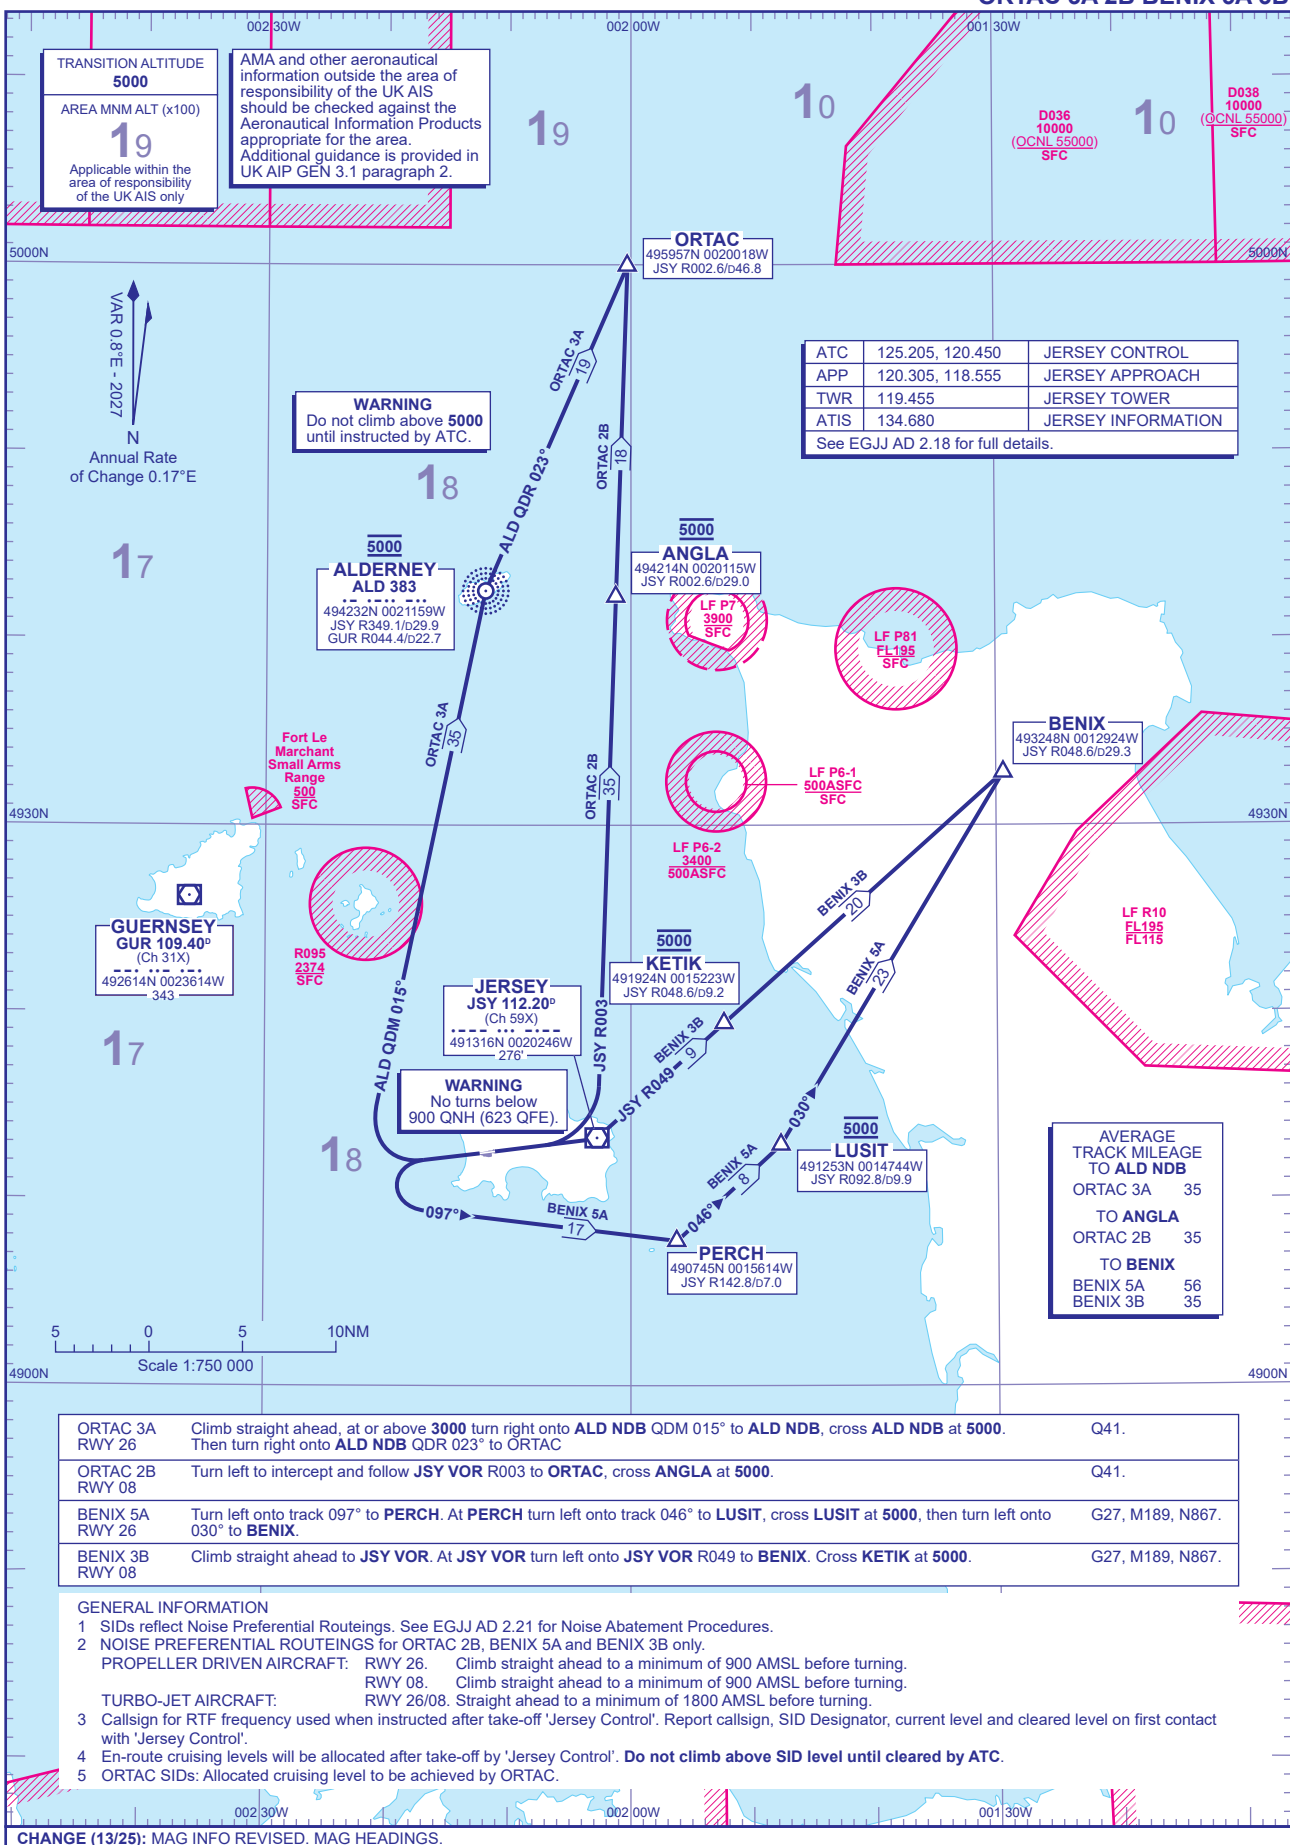 002 30W
002 00W
001 30W
TRANSITION ALTITUDE
5000
AREA MNM ALT (x100)
19
Applicable within the
area of responsibility
of the UK AIS only
AMA and other aeronautical
information outside the area of
responsibility of the UK AIS
should be checked against the
Aeronautical Information Products
appropriate for the area.
Additional guidance is provided in
UK AIP GEN 3.1 paragraph 2.
19
10
D036
10000
(OCNL 55000)
SFC
10
D038
10000
(OCNL 55000)
SFC
5000N
5000N
ORTAC
495957N 0020018W
JSY R002.6/D46.8
VAR 0.8°E - 2027
N
Annual Rate
of Change 0.17°E
ATC 125.205, 120.450 JERSEY CONTROL
APP 120.305, 118.555 JERSEY APPROACH
TWR 119.455 JERSEY TOWER
ATIS 134.680 JERSEY INFORMATION
See EGJJ AD 2.18 for full details.
WARNING
Do not climb above 5000
until instructed by ATC.
ORTAC 3A
19
ORTAC 2B
18
ALD QDR 023°
18
17
5000
ALDERNEY
ALD 383
494232N 0021159W
JSY R349.1/D29.9
GUR R044.4/D22.7
5000
ANGLA
494214N 0020115W
JSY R002.6/D29.0
LF P7
3900
SFC
LF P81
FL195
SFC
BENIX
493248N 0012924W
JSY R048.6/D29.3
Fort Le
Marchant
Small Arms
Range
500
SFC
ORTAC 3A
35
ORTAC 2B
35
LF P6-1
500ASFC
SFC
4930N
4930N
LF P6-2
3400
500ASFC
GUERNSEY
GUR 109.40D
(Ch 31X)
492614N 0023614W
343
R095
2374
SFC
BENIX 3B
20
LF R10
FL195
FL115
5000
KETIK
491924N 0015223W
JSY R048.6/D9.2
BENIX 5A
23
JERSEY
JSY 112.20D
(Ch 59X)
491316N 0020246W
276'
ALD QDM 015°
JSY R003
BENIX 3B
9
JSY R049
17
WARNING
No turns below
900 QNH (623 QFE).
030°
18
5000
LUSIT
491253N 0014744W
JSY R092.8/D9.9
AVERAGE
TRACK MILEAGE
TO ALD NDB
ORTAC 3A 35
TO ANGLA
ORTAC 2B 35
TO BENIX
BENIX 5A 56
BENIX 3B 35
BENIX 5A
8
046°
097°
BENIX 5A
17
PERCH
490745N 0015614W
JSY R142.8/D7.0
5 0 5 10NM
Scale 1:750 000
4900N
4900N
ORTAC 3A Climb straight ahead, at or above 3000 turn right onto ALD NDB QDM 015° to ALD NDB, cross ALD NDB at 5000. Q41.
RWY 26 Then turn right onto ALD NDB QDR 023° to ORTAC
ORTAC 2B Turn left to intercept and follow JSY VOR R003 to ORTAC, cross ANGLA at 5000. Q41.
RWY 08
BENIX 5A Turn left onto track 097° to PERCH. At PERCH turn left onto track 046° to LUSIT, cross LUSIT at 5000, then turn left onto G27, M189, N867.
RWY 26 030° to BENIX.
BENIX 3B Climb straight ahead to JSY VOR. At JSY VOR turn left onto JSY VOR R049 to BENIX. Cross KETIK at 5000. G27, M189, N867.
RWY 08
GENERAL INFORMATION
1 SIDs reflect Noise Preferential Routeings. See EGJJ AD 2.21 for Noise Abatement Procedures.
2 NOISE PREFERENTIAL ROUTEINGS for ORTAC 2B, BENIX 5A and BENIX 3B only.
PROPELLER DRIVEN AIRCRAFT: RWY 26. Climb straight ahead to a minimum of 900 AMSL before turning.
RWY 08. Climb straight ahead to a minimum of 900 AMSL before turning.
TURBO-JET AIRCRAFT: RWY 26/08. Straight ahead to a minimum of 1800 AMSL before turning.
3 Callsign for RTF frequency used when instructed after take-off 'Jersey Control'. Report callsign, SID Designator, current level and cleared level on first contact
with 'Jersey Control'.
4 En-route cruising levels will be allocated after take-off by 'Jersey Control'. Do not climb above SID level until cleared by ATC.
5 ORTAC SIDs: Allocated cruising level to be achieved by ORTAC.
002 30W
002 00W
001 30W
CHANGE (13/25): MAG INFO REVISED. MAG HEADINGS.